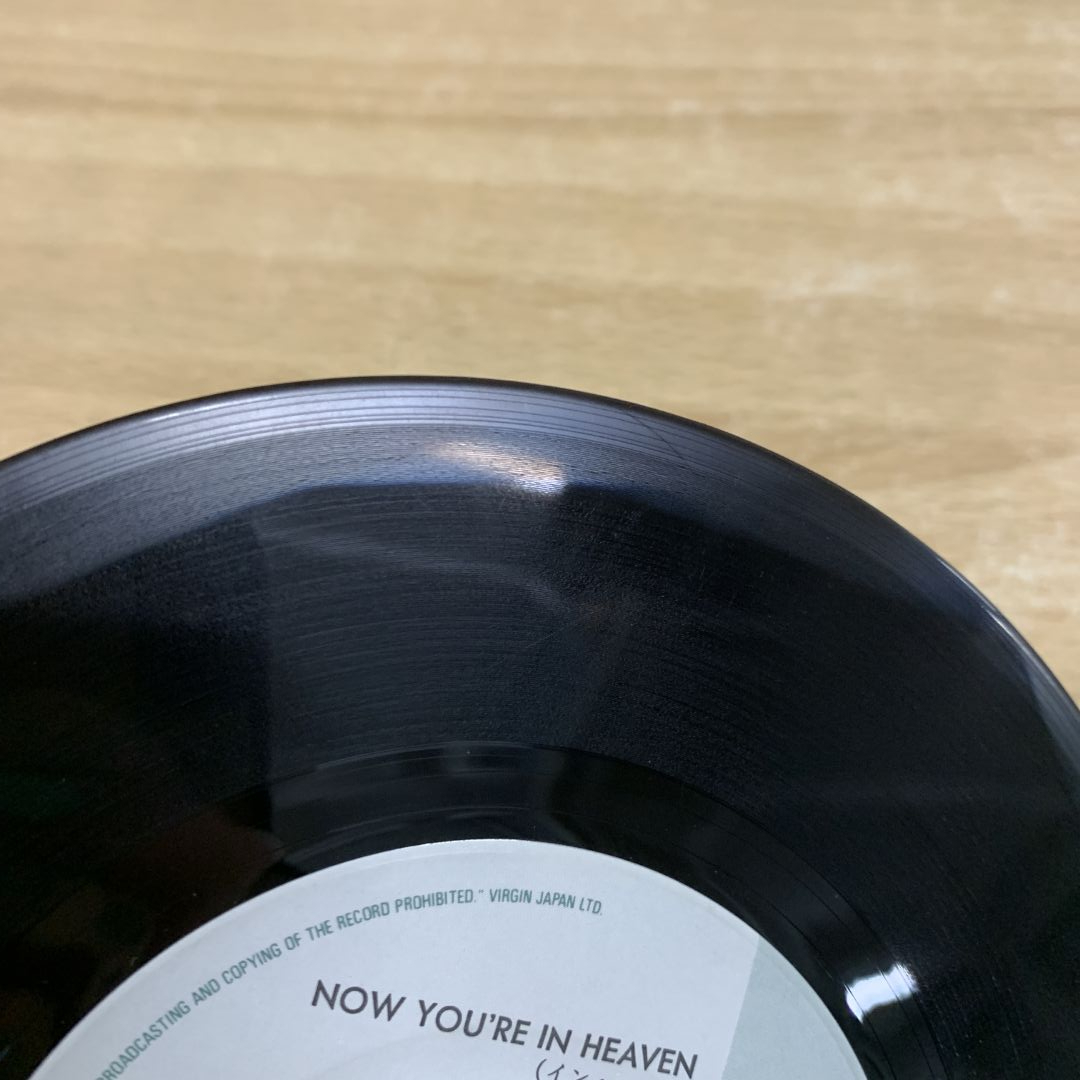 BROADCASTING AND COPYING OF THE RECORD PROHIBITED." VIRGIN JAPAN LTD.
NOW YOU'RE IN HEAVEN